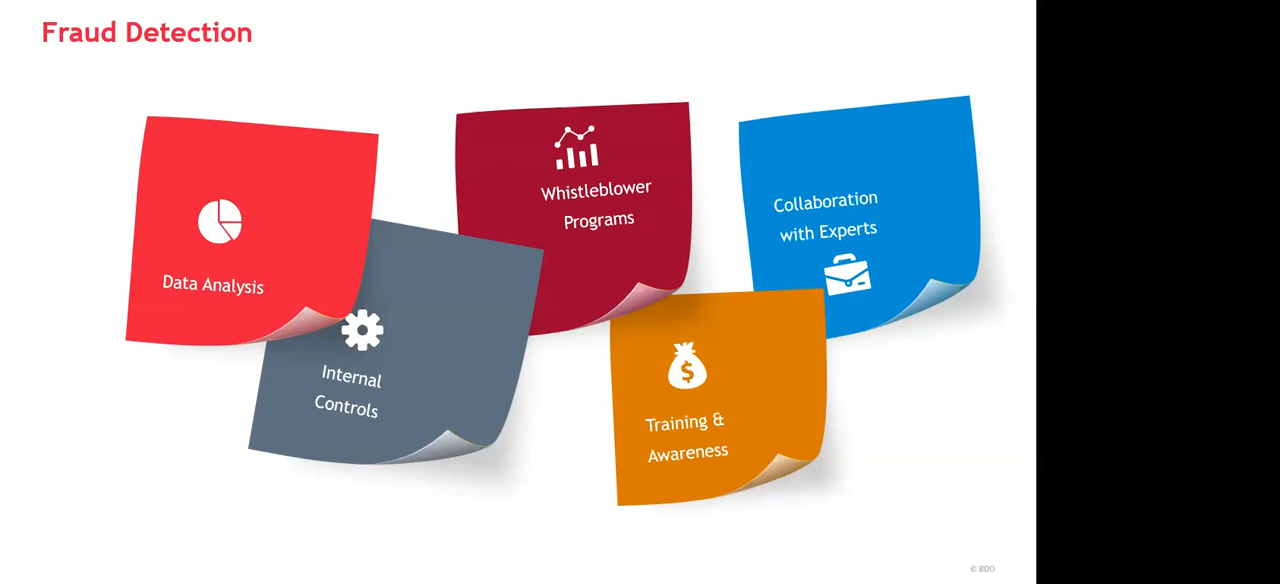 Fraud Detection
Data Analysis
Internal
Controls
Whistleblower
Programs
$
Training &
Awareness
Collaboration
with Experts
© BDO